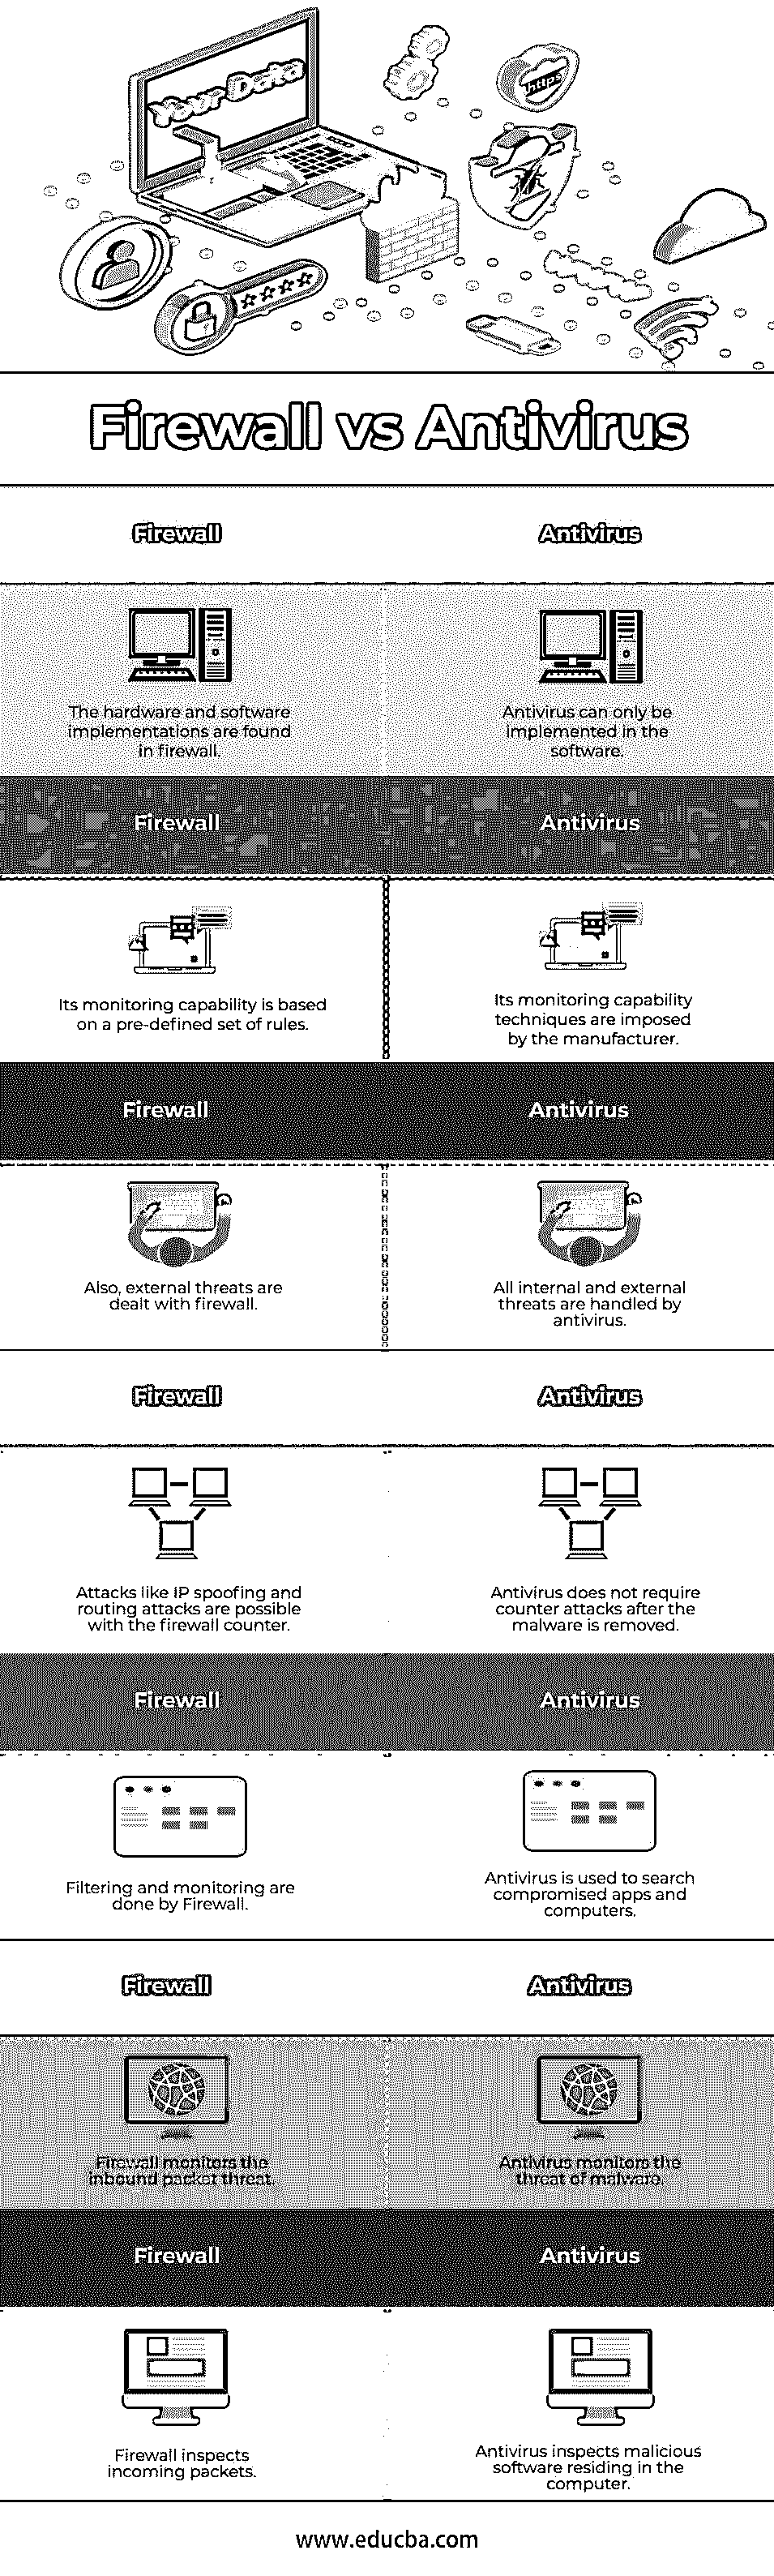 Your Data
https
Firewall vs Antivirus
Firewall
Antivirus
The hardware and software
implementations are found
in firewall.
Antivirus can only be
implemented in the
software.
Firewall
Antivirus
Its monitoring capability is based
on a pre-defined set of rules.
Its monitoring capability
techniques are imposed
by the manufacturer.
Firewall
Antivirus
Also, external threats are
dealt with firewall.
All internal and external
threats are handled by
antivirus.
Firewall
Antivirus
Attacks like IP spoofing and
routing attacks are possible
with the firewall counter.
Antivirus does not require
counter attacks after the
malware is removed.
Firewall
Antivirus
Filtering and monitoring are
done by Firewall.
Antivirus is used to search
compromised apps and
computers.
Firewall
Antivirus
Firewall monitors the
inbound packet threat.
Antivirus monitors the
threat of malware.
Firewall
Antivirus
Firewall inspects
incoming packets.
Antivirus inspects malicious
software residing in the
computer.
www.educba.com